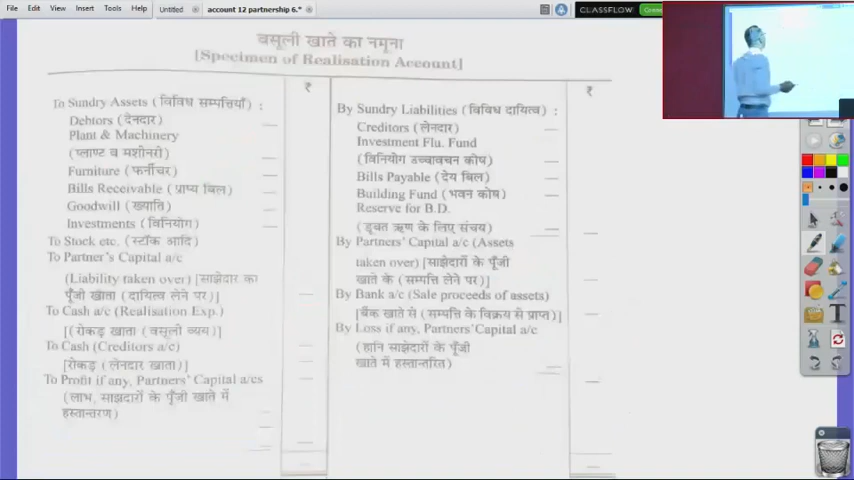 File Edit View Insert Tools Help
Untitled
account 12 partnership 6.*
CLASSFLOW
वसूली खाते का नमूना
[Specimen of Realisation Account]
₹
₹
To Sundry Assets (विविध सम्पत्तियाँ) :
Debtors (देनदार)
Plant & Machinery
(प्लाण्ट व मशीनरी)
Furniture (फर्नीचर)
Bills Receivable (प्राप्य बिल)
Goodwill (ख्याति)
Investments (विनियोग)
To Stock etc. (स्टॉक आदि)
To Partner's Capital a/c
(Liability taken over) [साझेदार का
पूँजी खाता (दायित्व लेने पर)]
To Cash a/c (Realisation Exp.)
[(रोकड़ खाता (वसूली व्यय)]
To Cash (Creditors a/c)
[रोकड़ (लेनदार खाता)]
To Profit if any, Partners' Capital a/cs
(लाभ, साझदारों के पूँजी खाते में
हस्तान्तरण)
By Sundry Liabilities (विविध दायित्व) :
Creditors (लेनदार)
Investment Flu. Fund
(विनियोग उच्चावचन कोष)
Bills Payable (देय बिल)
Building Fund (भवन कोष)
Reserve for B.D.
(डूबत ऋण के लिए संचय)
By Partners' Capital a/c (Assets
taken over) [साझेदारों के पूँजी
खाते के (सम्पत्ति लेने पर)]
By Bank a/c (Sale proceeds of assets)
[बैंक खाते से (सम्पत्ति के विक्रय से प्राप्त)]
By Loss if any, Partners'Capital a/c
(हानि साझेदारों के पूँजी
खाते में हस्तान्तरित)